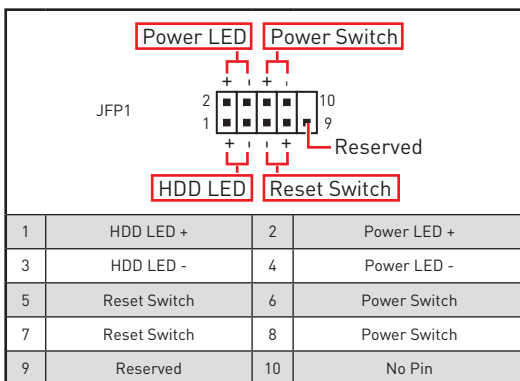 Power LED Power Switch
+ - + -
2 10
JFP1
1 9
+ - - +
Reserved
HDD LED Reset Switch
1 HDD LED + 2 Power LED +
3 HDD LED - 4 Power LED -
5 Reset Switch 6 Power Switch
7 Reset Switch 8 Power Switch
9 Reserved 10 No Pin